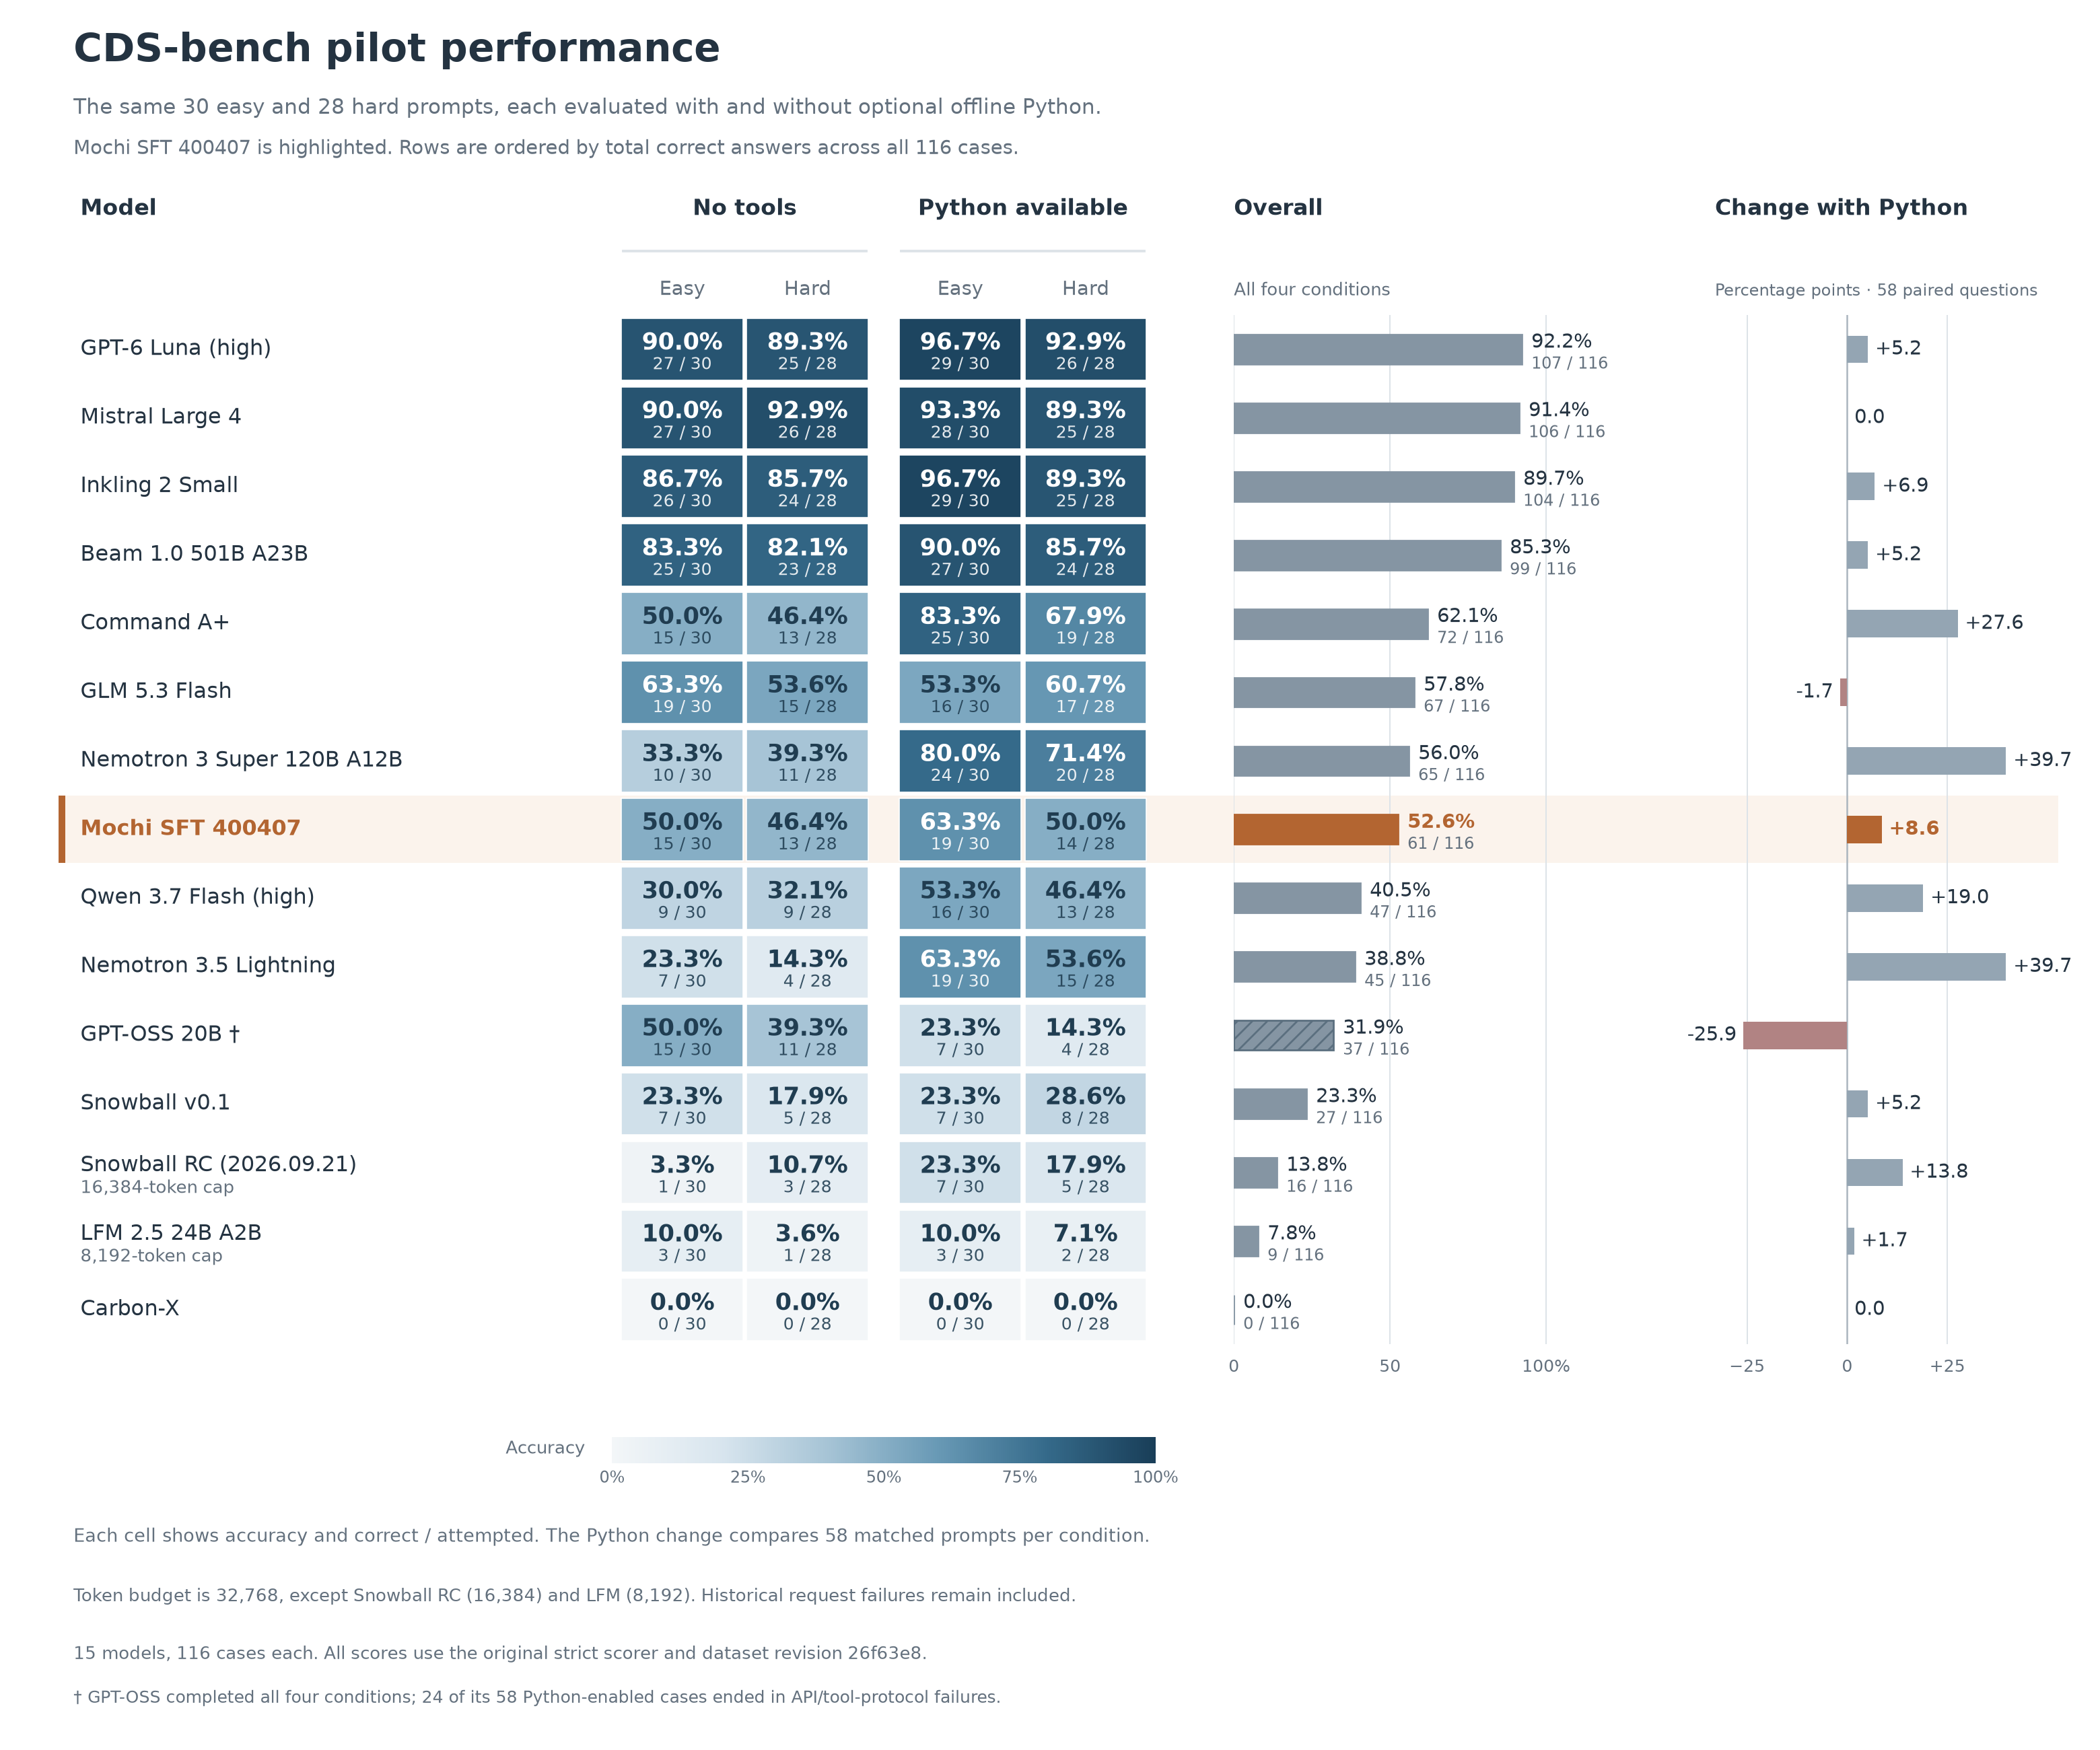 CDS-bench pilot performance
The same 30 easy and 28 hard prompts, each evaluated with and without optional offline Python.
Mochi SFT 400407 is highlighted. Rows are ordered by total correct answers across all 116 cases.
Model No tools Python available Overall Change with Python
Easy Hard Easy Hard All four conditions Percentage points · 58 paired questions
GPT-6 Luna (high) 90.0% 89.3% 96.7% 92.9% 92.2% +5.2
27 / 30 25 / 28 29 / 30 26 / 28 107 / 116
Mistral Large 4 90.0% 92.9% 93.3% 89.3% 91.4% 0.0
27 / 30 26 / 28 28 / 30 25 / 28 106 / 116
Inkling 2 Small 86.7% 85.7% 96.7% 89.3% 89.7% +6.9
26 / 30 24 / 28 29 / 30 25 / 28 104 / 116
Beam 1.0 501B A23B 83.3% 82.1% 90.0% 85.7% 85.3% +5.2
25 / 30 23 / 28 27 / 30 24 / 28 99 / 116
Command A+ 50.0% 46.4% 83.3% 67.9% 62.1% +27.6
15 / 30 13 / 28 25 / 30 19 / 28 72 / 116
GLM 5.3 Flash 63.3% 53.6% 53.3% 60.7% 57.8% -1.7
19 / 30 15 / 28 16 / 30 17 / 28 67 / 116
Nemotron 3 Super 120B A12B 33.3% 39.3% 80.0% 71.4% 56.0% +39.7
10 / 30 11 / 28 24 / 30 20 / 28 65 / 116
Mochi SFT 400407 50.0% 46.4% 63.3% 50.0% 52.6% +8.6
15 / 30 13 / 28 19 / 30 14 / 28 61 / 116
Qwen 3.7 Flash (high) 30.0% 32.1% 53.3% 46.4% 40.5% +19.0
9 / 30 9 / 28 16 / 30 13 / 28 47 / 116
Nemotron 3.5 Lightning 23.3% 14.3% 63.3% 53.6% 38.8% +39.7
7 / 30 4 / 28 19 / 30 15 / 28 45 / 116
GPT-OSS 20B † 50.0% 39.3% 23.3% 14.3% 31.9% -25.9
15 / 30 11 / 28 7 / 30 4 / 28 37 / 116
Snowball v0.1 23.3% 17.9% 23.3% 28.6% 23.3% +5.2
7 / 30 5 / 28 7 / 30 8 / 28 27 / 116
Snowball RC (2026.09.21) 3.3% 10.7% 23.3% 17.9% 13.8% +13.8
16,384-token cap 1 / 30 3 / 28 7 / 30 5 / 28 16 / 116
LFM 2.5 24B A2B 10.0% 3.6% 10.0% 7.1% 7.8% +1.7
8,192-token cap 3 / 30 1 / 28 3 / 30 2 / 28 9 / 116
Carbon-X 0.0% 0.0% 0.0% 0.0% 0.0% 0.0
0 / 30 0 / 28 0 / 30 0 / 28 0 / 116
0 50 100% −25 0 +25
Accuracy
0% 25% 50% 75% 100%
Each cell shows accuracy and correct / attempted. The Python change compares 58 matched prompts per condition.
Token budget is 32,768, except Snowball RC (16,384) and LFM (8,192). Historical request failures remain included.
15 models, 116 cases each. All scores use the original strict scorer and dataset revision 26f63e8.
† GPT-OSS completed all four conditions; 24 of its 58 Python-enabled cases ended in API/tool-protocol failures.